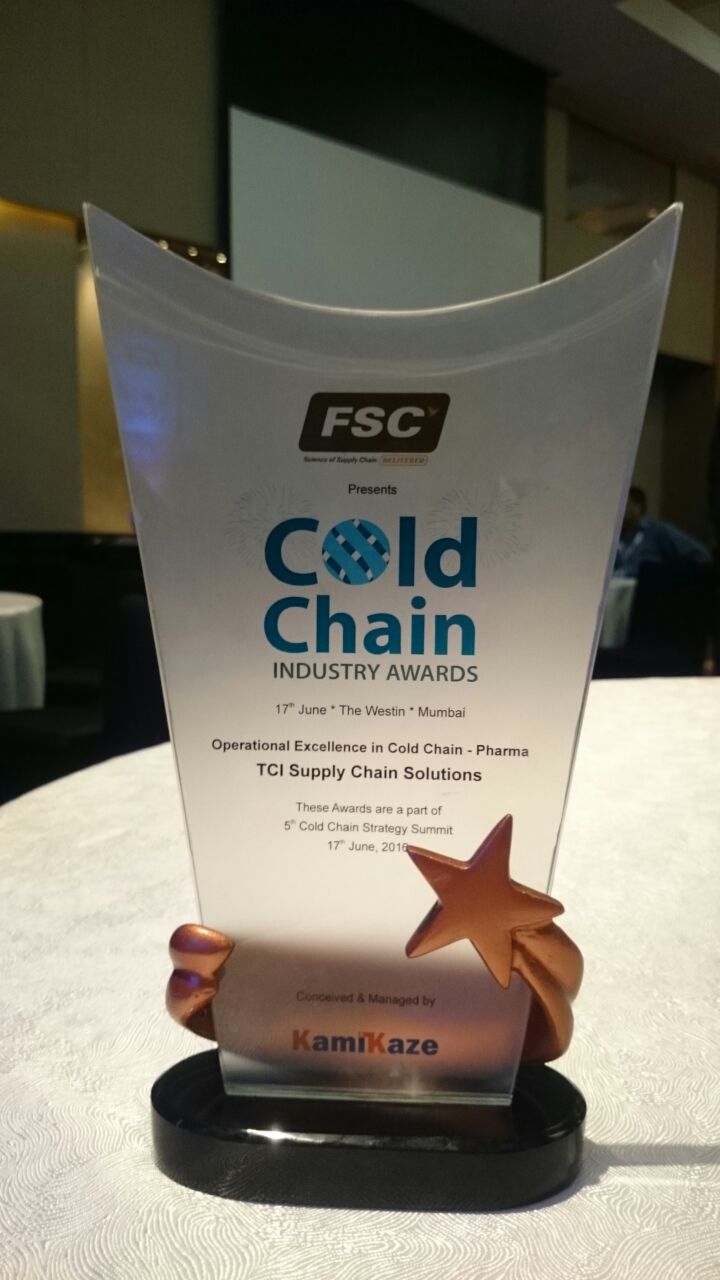 FSC
Science of Supply Chain DELIVERED
Presents
Cold
Chain
INDUSTRY AWARDS
17th June * The Westin * Mumbai
Operational Excellence in Cold Chain - Pharma
TCI Supply Chain Solutions
These Awards are a part of
5th Cold Chain Strategy Summit
17th June, 2016
Conceived & Managed by
KamiKaze